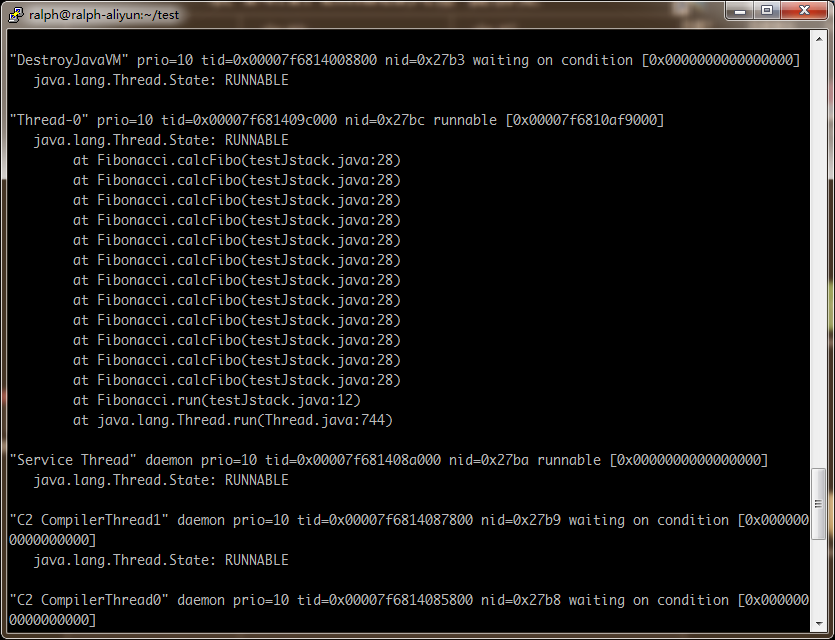 ralph@ralph-aliyun:~/test
"DestroyJavaVM" prio=10 tid=0x00007f6814008800 nid=0x27b3 waiting on condition [0x0000000000000000]
java.lang.Thread.State: RUNNABLE
"Thread-0" prio=10 tid=0x00007f681409c000 nid=0x27bc runnable [0x00007f6810af9000]
java.lang.Thread.State: RUNNABLE
at Fibonacci.calcFibo(testJstack.java:28)
at Fibonacci.calcFibo(testJstack.java:28)
at Fibonacci.calcFibo(testJstack.java:28)
at Fibonacci.calcFibo(testJstack.java:28)
at Fibonacci.calcFibo(testJstack.java:28)
at Fibonacci.calcFibo(testJstack.java:28)
at Fibonacci.calcFibo(testJstack.java:28)
at Fibonacci.calcFibo(testJstack.java:28)
at Fibonacci.calcFibo(testJstack.java:28)
at Fibonacci.calcFibo(testJstack.java:28)
at Fibonacci.calcFibo(testJstack.java:28)
at Fibonacci.calcFibo(testJstack.java:28)
at Fibonacci.run(testJstack.java:12)
at java.lang.Thread.run(Thread.java:744)
"Service Thread" daemon prio=10 tid=0x00007f681408a000 nid=0x27ba runnable [0x0000000000000000]
java.lang.Thread.State: RUNNABLE
"C2 CompilerThread1" daemon prio=10 tid=0x00007f6814087800 nid=0x27b9 waiting on condition [0x000000
0000000000]
java.lang.Thread.State: RUNNABLE
"C2 CompilerThread0" daemon prio=10 tid=0x00007f6814085800 nid=0x27b8 waiting on condition [0x000000
0000000000]